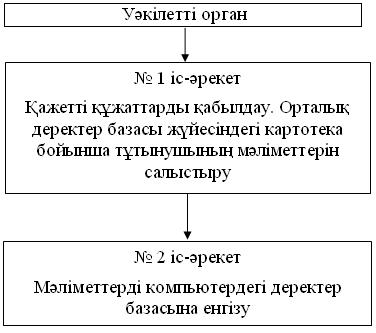 Уәкілетті орган
№ 1 іс-әрекет
Қажетті құжаттарды қабылдау. Орталық
деректер базасы жүйесіндегі картотека
бойынша тұтынушының мәліметтерін
салыстыру
№ 2 іс-әрекет
Мәліметтерді компьютердегі деректер
базасына енгізу